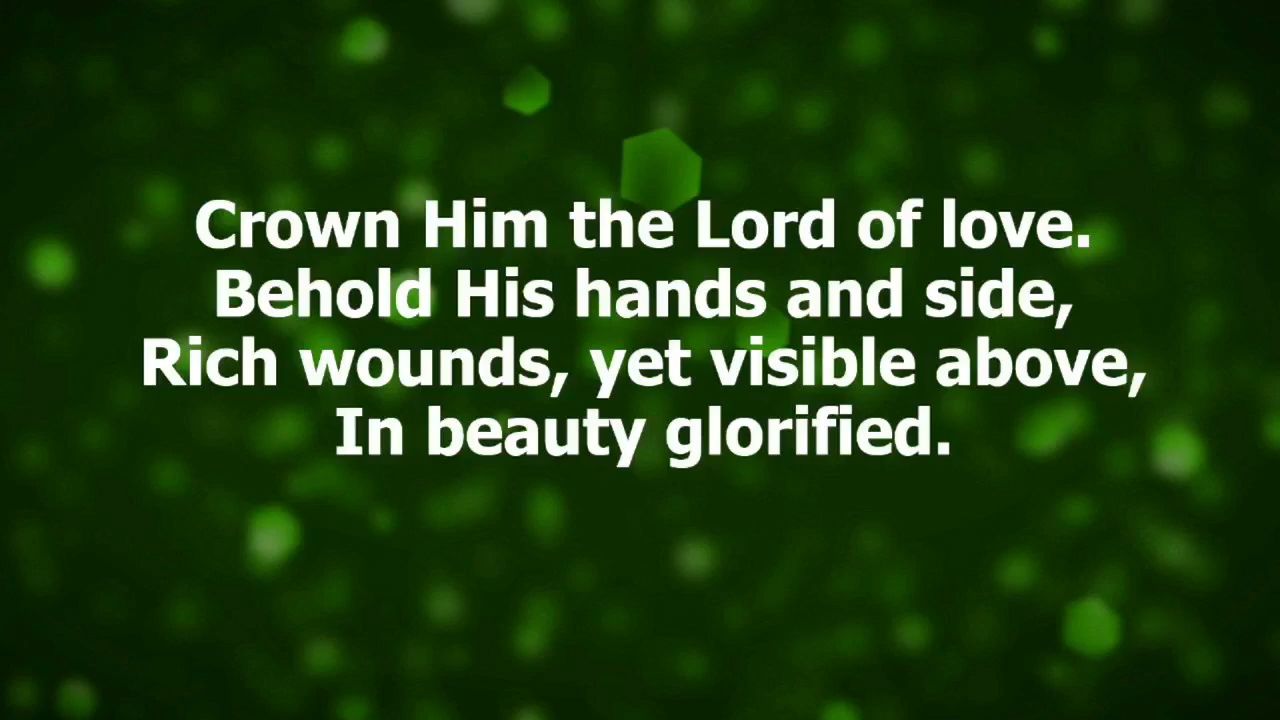 Crown Him the Lord of love.
Behold His hands and side,
Rich wounds, yet visible above,
In beauty glorified.